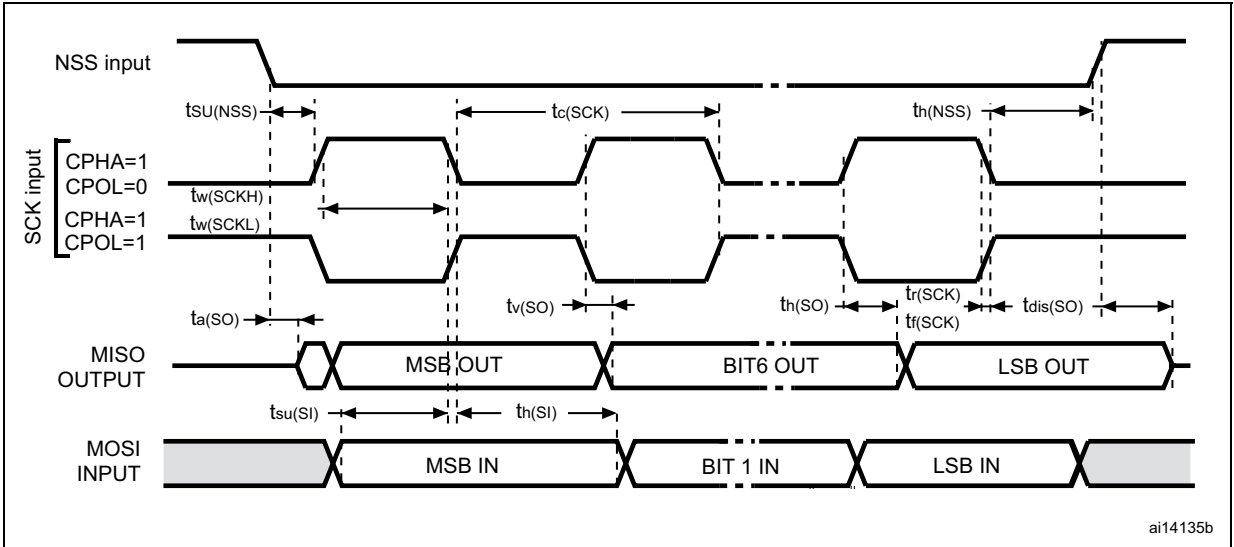 NSS input
tSU(NSS)
tc(SCK)
th(NSS)
SCK input
CPHA=1
CPOL=0
tw(SCKH)
CPHA=1
tw(SCKL)
CPOL=1
ta(SO)
tv(SO)
th(SO)
tr(SCK)
tf(SCK)
tdis(SO)
MISO
OUTPUT
MSB OUT
BIT6 OUT
LSB OUT
tsu(SI)
th(SI)
MOSI
INPUT
MSB IN
BIT 1 IN
LSB IN
ai14135b